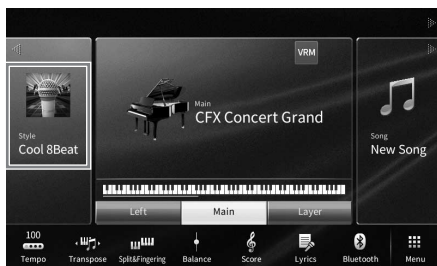 VRM
Main
CFX Concert Grand
Style
Cool 8Beat
Song
New Song
Left Main Layer
100
Tempo Transpose Split&Fingering Balance Score Lyrics Bluetooth Menu